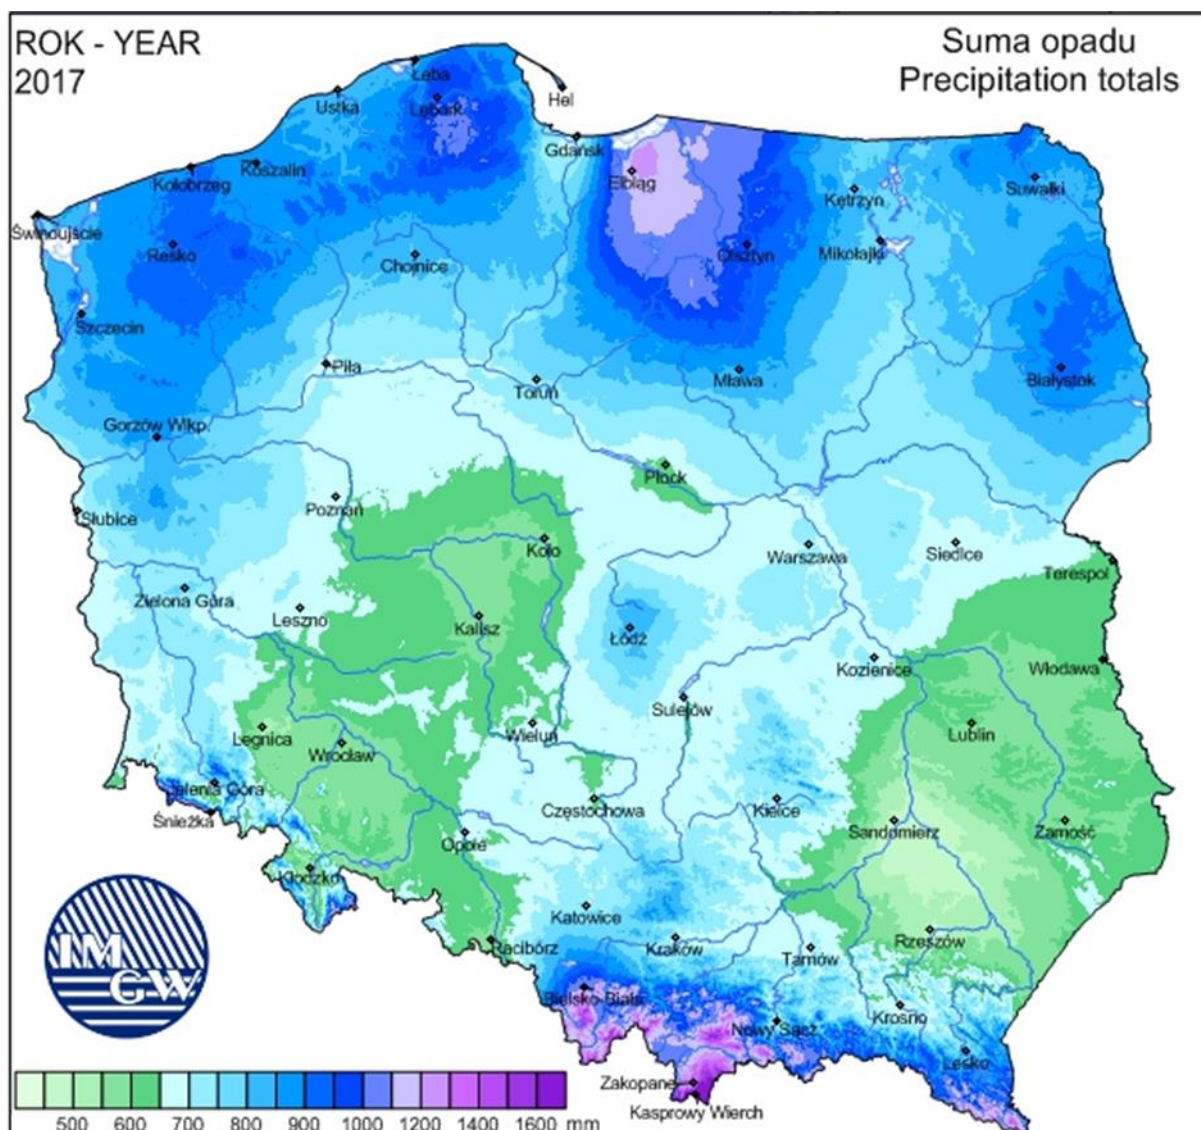 ROK - YEAR
2017
Suma opadu
Precipitation totals
Łeba
Ustka
Lębark
Hel
Gdańsk
Koszalin
Kołobrzeg
Elbląg
Suwałki
Kętrzyn
Świnoujście
Resko
Chojnice
Olsztyn
Mikołajki
Szczecin
Piła
Toruń
Mława
Białystok
Gorzów Wlkp.
Płock
Poznań
Słubice
Koło
Warszawa
Siedlce
Terespol
Zielona Góra
Leszno
Kalisz
Łódź
Kozienice
Włodawa
Sulejów
Legnica
Wrocław
Wieluń
Lublin
Jelenia Góra
Śnieżka
Częstochowa
Kielce
Sandomierz
Zamość
Opole
Kłodzko
Katowice
Racibórz
Kraków
Tarnów
Rzeszów
Bielsko-Biała
Nowy Sącz
Krosno
Lesko
Zakopane
Kasprowy Wierch
IM
GW
500 600 700 800 900 1000 1200 1400 1600 mm